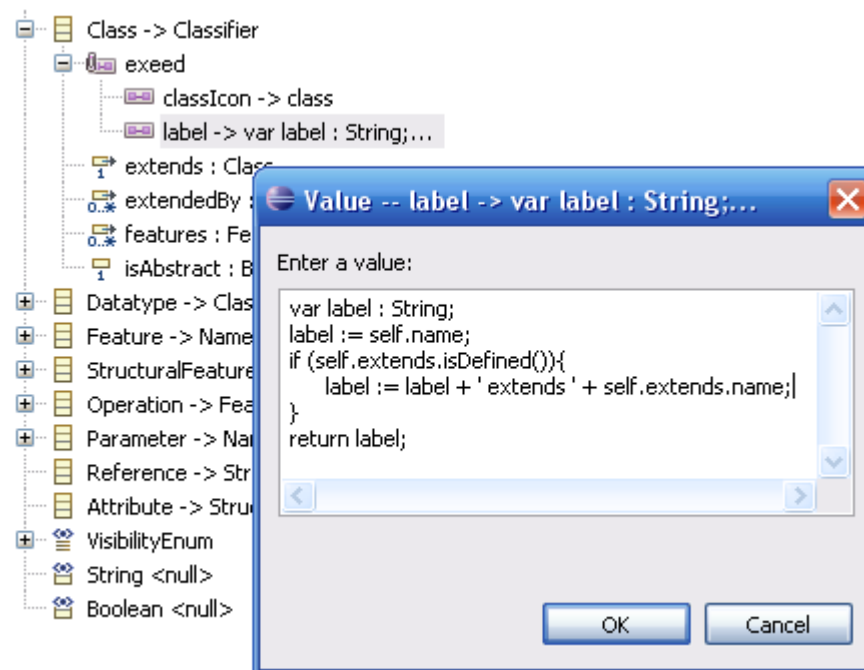 Class -> Classifier
exeed
classIcon -> class
label -> var label : String;...
extends : Class
extendedBy :
features : Fe
isAbstract : B
Datatype -> Clas
Feature -> Name
StructuralFeature
Operation -> Fea
Parameter -> Nar
Reference -> Str
Attribute -> Stru
VisibilityEnum
String <null>
Boolean <null>
Value -- label -> var label : String;...
Enter a value:
var label : String;
label := self.name;
if (self.extends.isDefined()){
label := label + ' extends ' + self.extends.name;
}
return label;
OK
Cancel